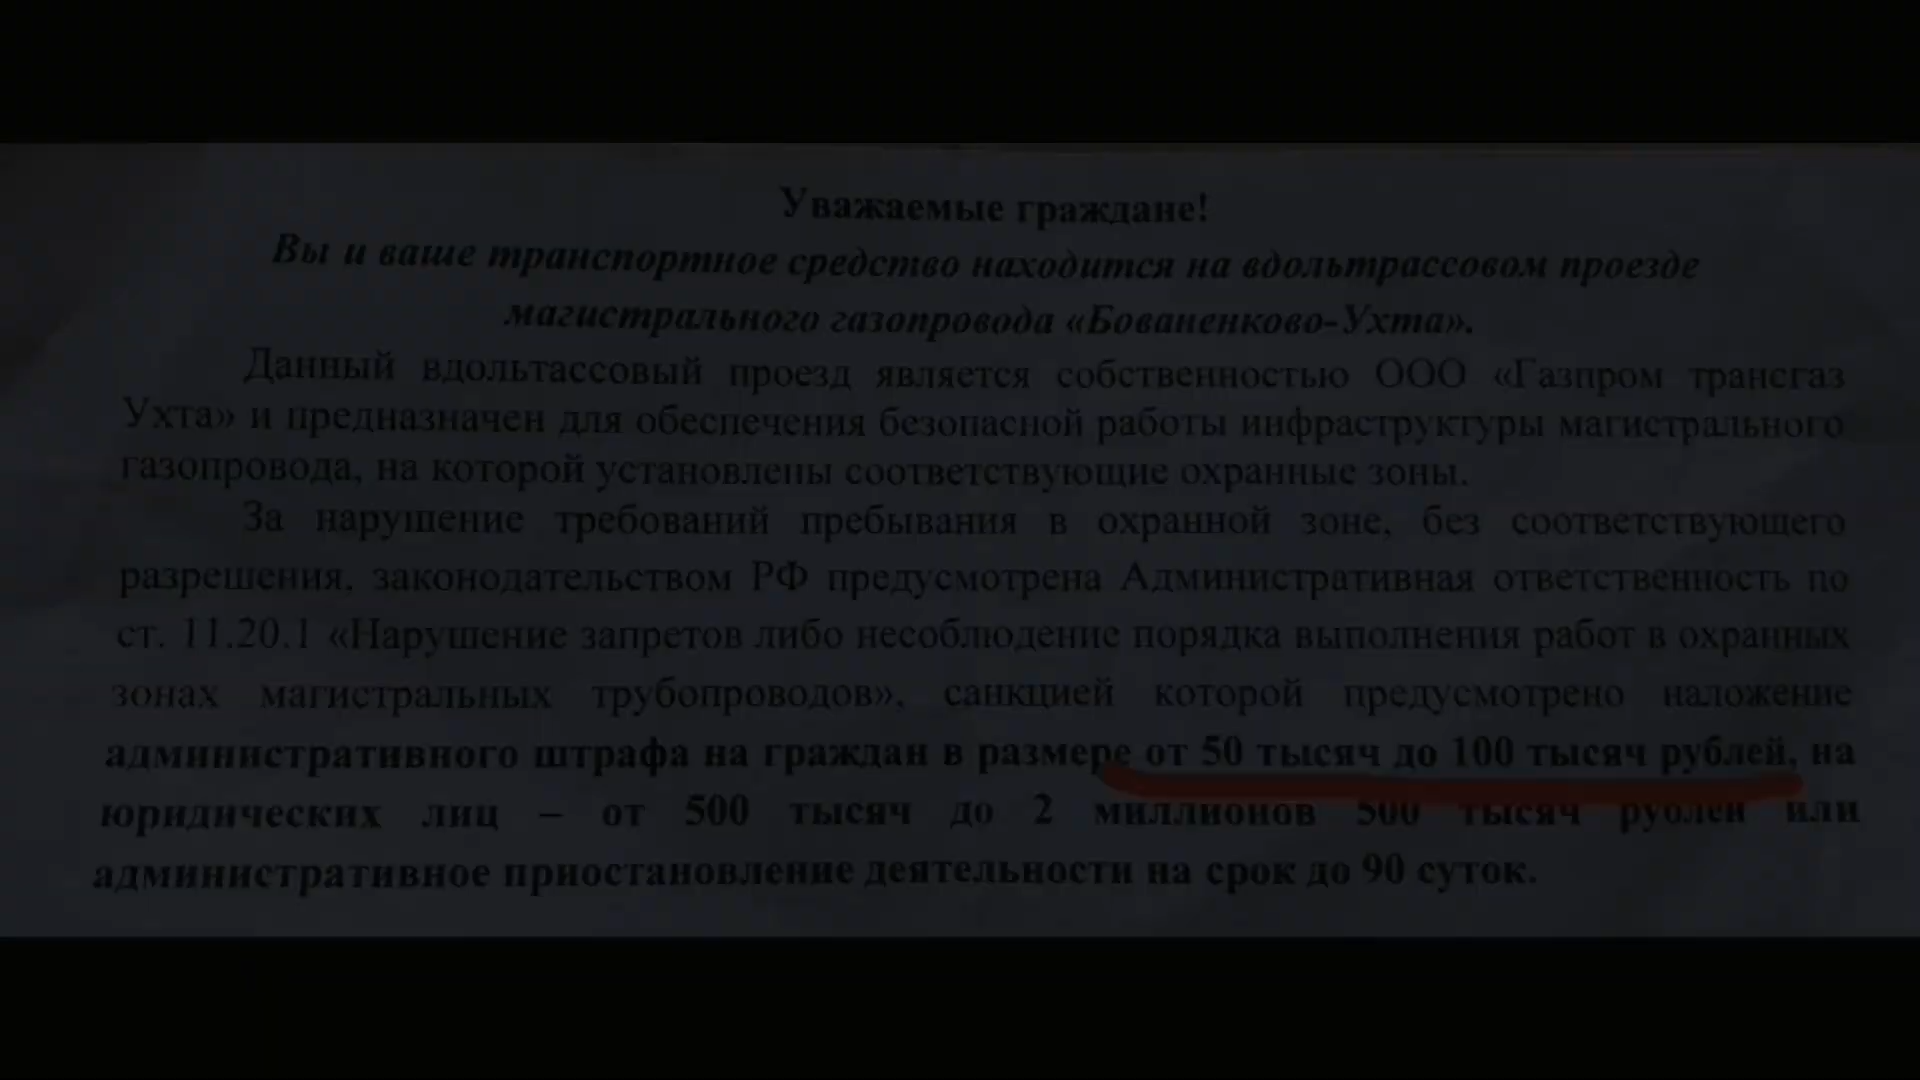 Уважаемые граждане!
Вы и ваше транспортное средство находится на вдольтрассовом проезде
магистрального газопровода «Бованенково-Ухта».
Данный вдольтассовый проезд является собственностью ООО «Газпром трансгаз
Ухта» и предназначен для обеспечения безопасной работы инфраструктуры магистрального
газопровода, на которой установлены соответствующие охранные зоны.
За нарушение требований пребывания в охранной зоне, без соответствующего
разрешения, законодательством РФ предусмотрена Административная ответственность по
ст. 11.20.1 «Нарушение запретов либо несоблюдение порядка выполнения работ в охранных
зонах магистральных трубопроводов», санкцией которой предусмотрено наложение
административного штрафа на граждан в размере от 50 тысяч до 100 тысяч рублей, на
юридических лиц – от 500 тысяч до 2 миллионов 500 тысяч рублей или
административное приостановление деятельности на срок до 90 суток.